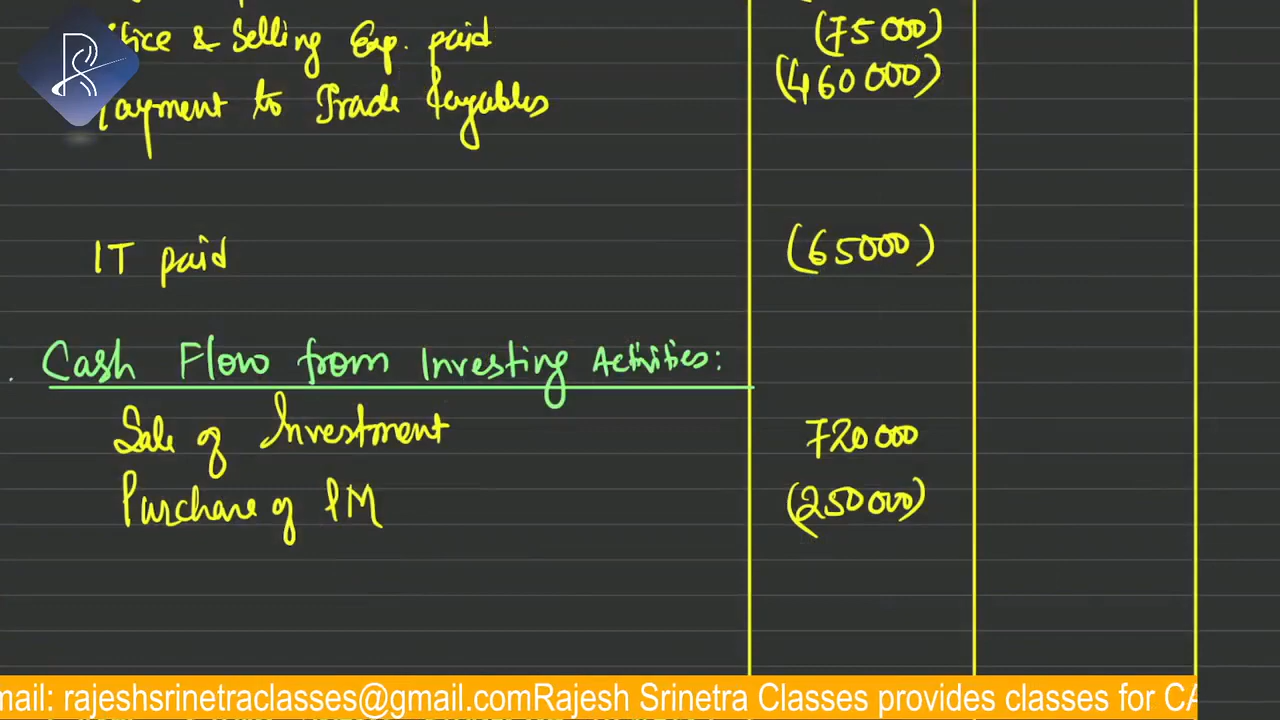 & Selling Exp. paid (75000)
Payment to Trade Payables (460000)
IT paid (65000)
Cash Flow from Investing Activities:
Sale of Investment 720000
Purchase of PM (250000)
mail: rajeshsrinetraclasses@gmail.comRajesh Srinetra Classes provides classes for CA